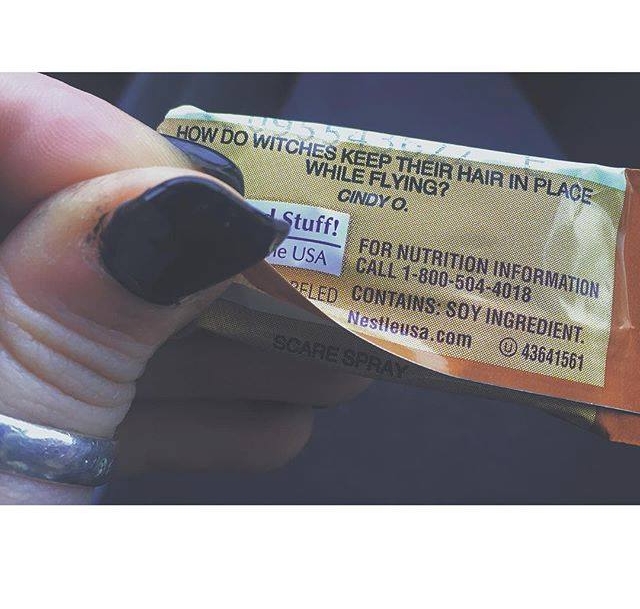 HOW DO WITCHES KEEP THEIR HAIR IN PLACE
WHILE FLYING?
CINDY O.
Stuff!
USA
FOR NUTRITION INFORMATION
CALL 1-800-504-4018
CONTAINS: SOY INGREDIENT.
Nestleusa.com
Ⓤ 43641561
SCARE SPRAY